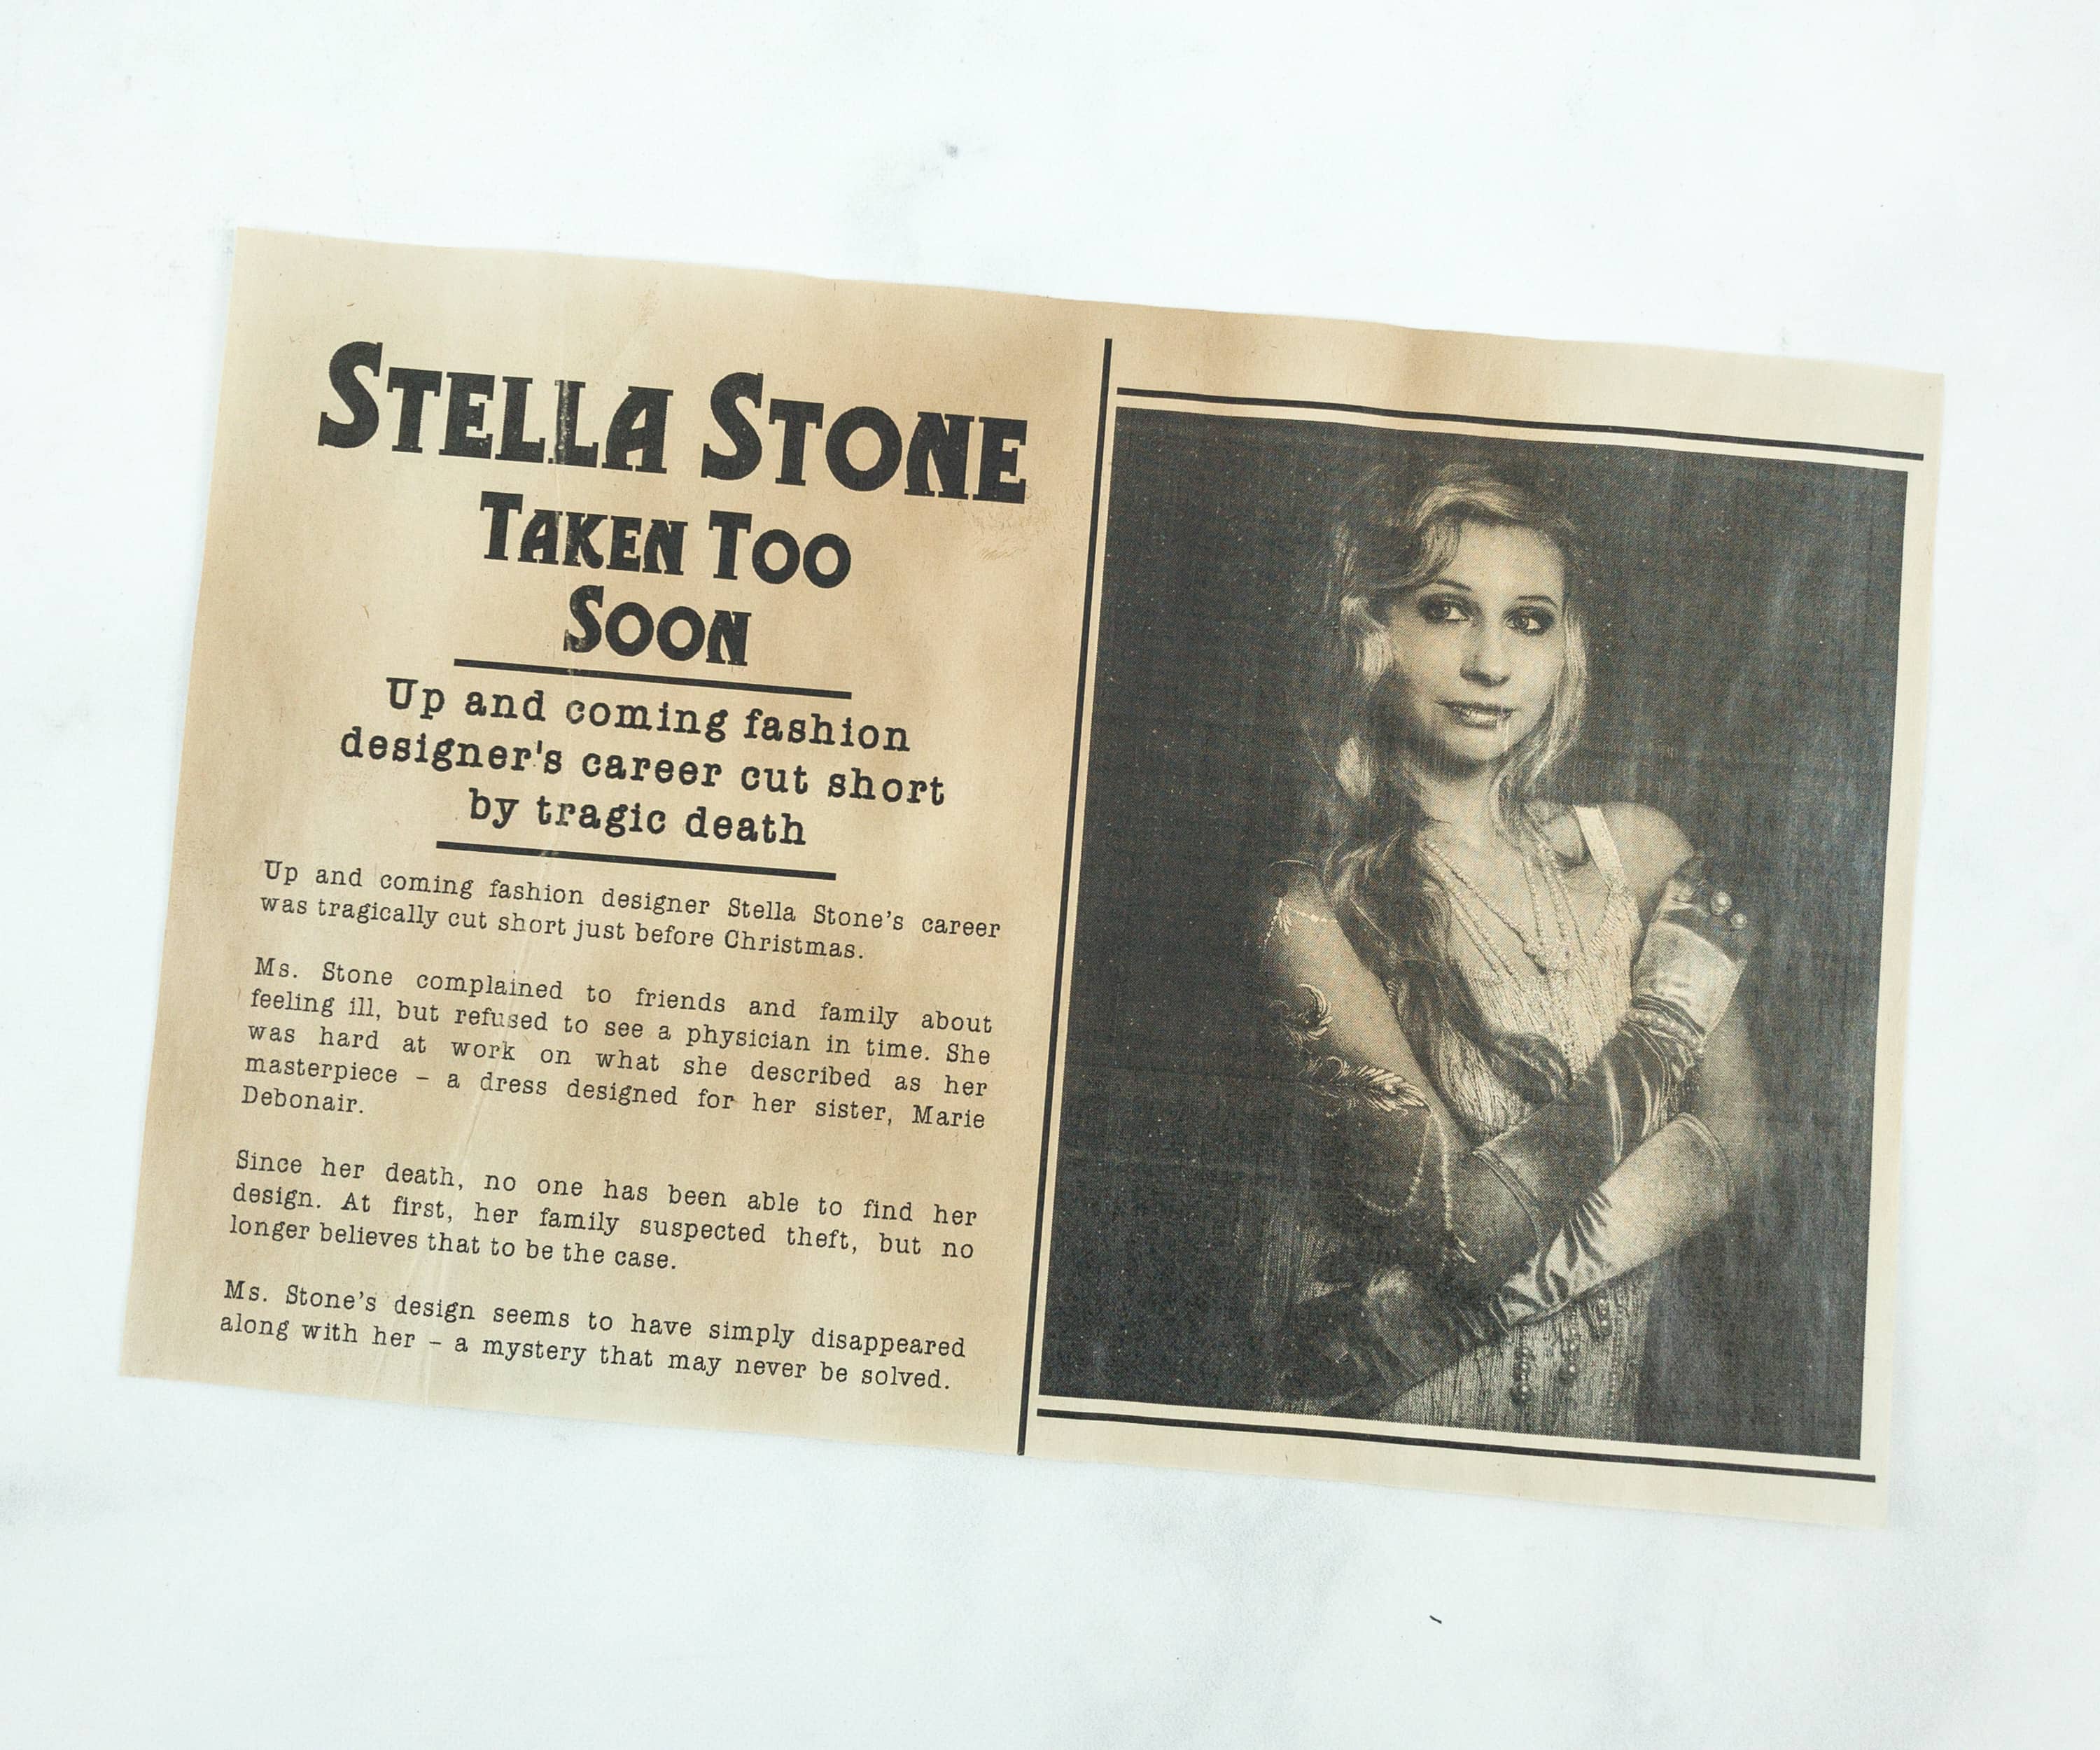 STELLA STONE
TAKEN TOO
SOON
Up and coming fashion
designer's career cut short
by tragic death
Up and coming fashion designer Stella Stone's career
was tragically cut short just before Christmas.
Ms. Stone complained to friends and family about
feeling ill, but refused to see a physician in time. She
was hard at work on what she described as her
masterpiece – a dress designed for her sister, Marie
Debonair.
Since her death, no one has been able to find her
design. At first, her family suspected theft, but no
longer believes that to be the case.
Ms. Stone's design seems to have simply disappeared
along with her – a mystery that may never be solved.